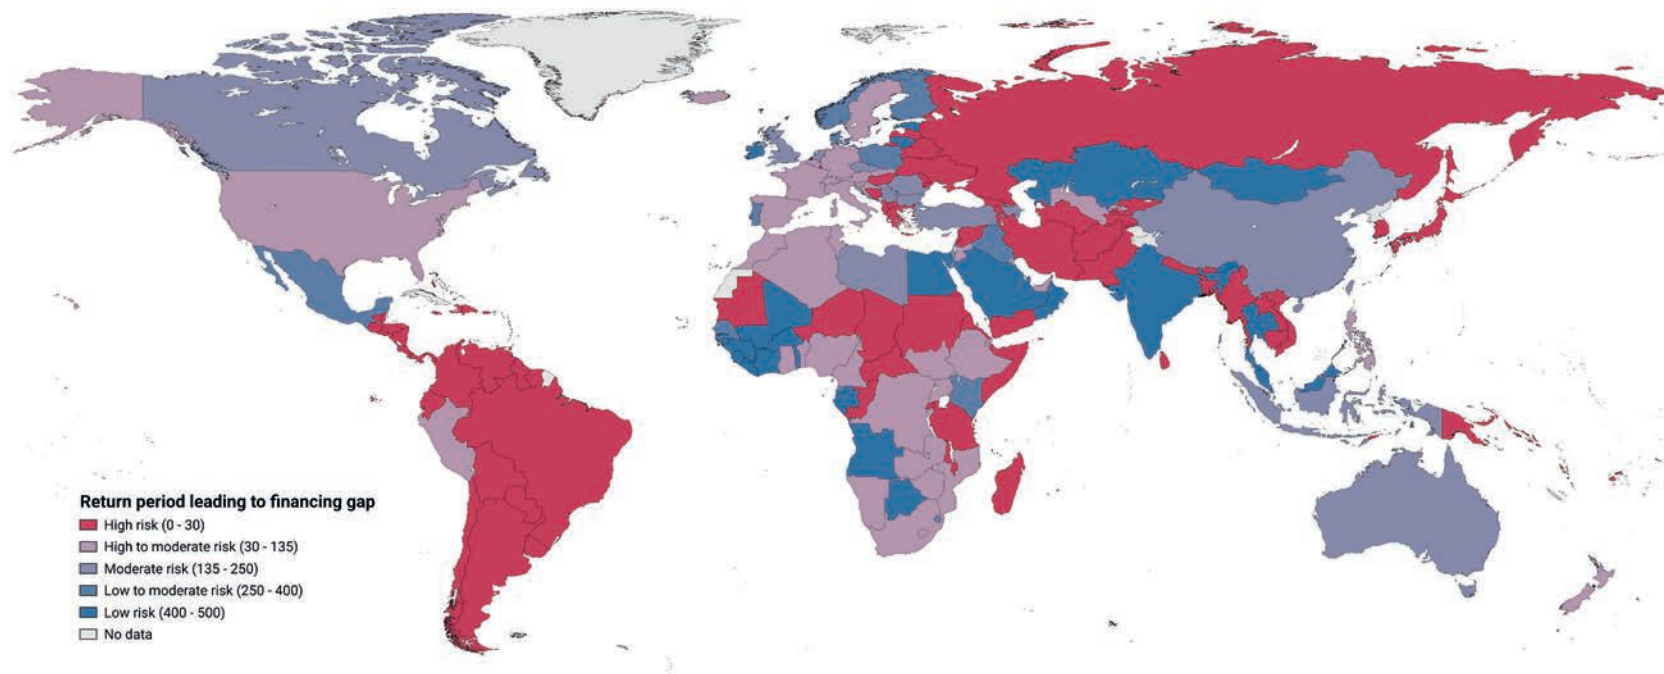 Return period leading to financing gap
High risk (0 - 30)
High to moderate risk (30 - 135)
Moderate risk (135 - 250)
Low to moderate risk (250 - 400)
Low risk (400 - 500)
No data